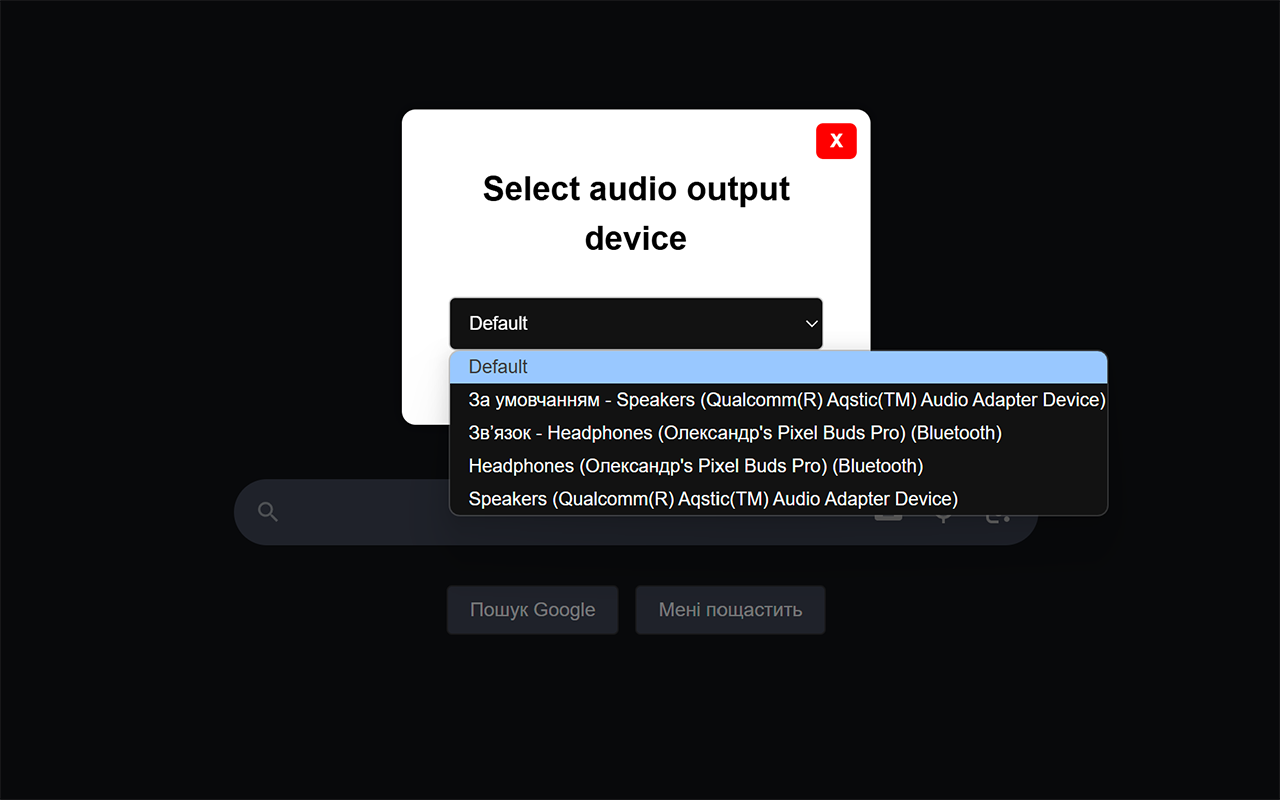 X
Select audio output
device
Default
Default
За умовчанням - Speakers (Qualcomm(R) Aqstic(TM) Audio Adapter Device)
Зв’язок - Headphones (Олександр's Pixel Buds Pro) (Bluetooth)
Headphones (Олександр's Pixel Buds Pro) (Bluetooth)
Speakers (Qualcomm(R) Aqstic(TM) Audio Adapter Device)
Пошук Google
Мені пощастить